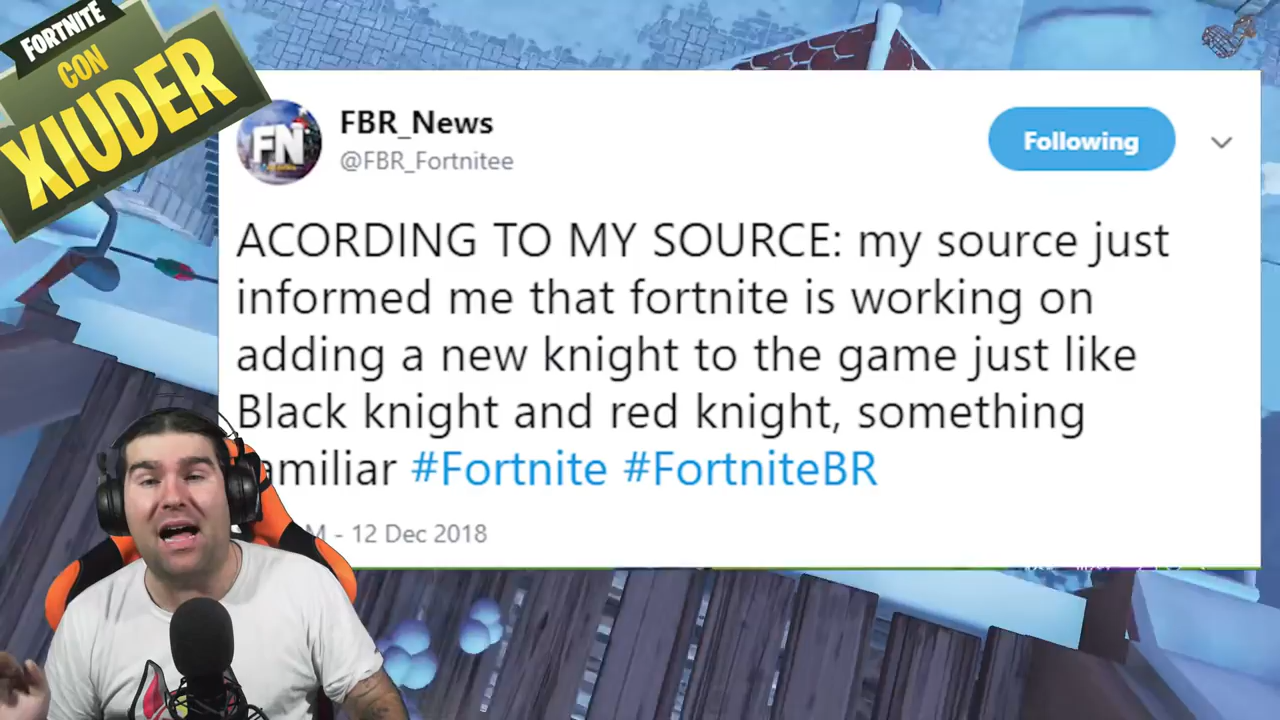 FORTNITE
CON
XIUDER
FN
FBR_News
@FBR_Fortnitee
Following
ACORDING TO MY SOURCE: my source just
informed me that fortnite is working on
adding a new knight to the game just like
Black knight and red knight, something
amiliar #Fortnite #FortniteBR
M - 12 Dec 2018